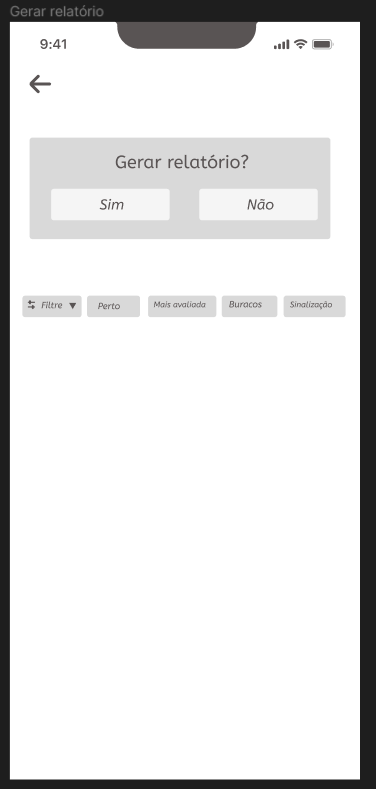 Gerar relatório
9:41
Gerar relatório?
Sim Não
Filtre Perto Mais avaliada Buracos Sinalização